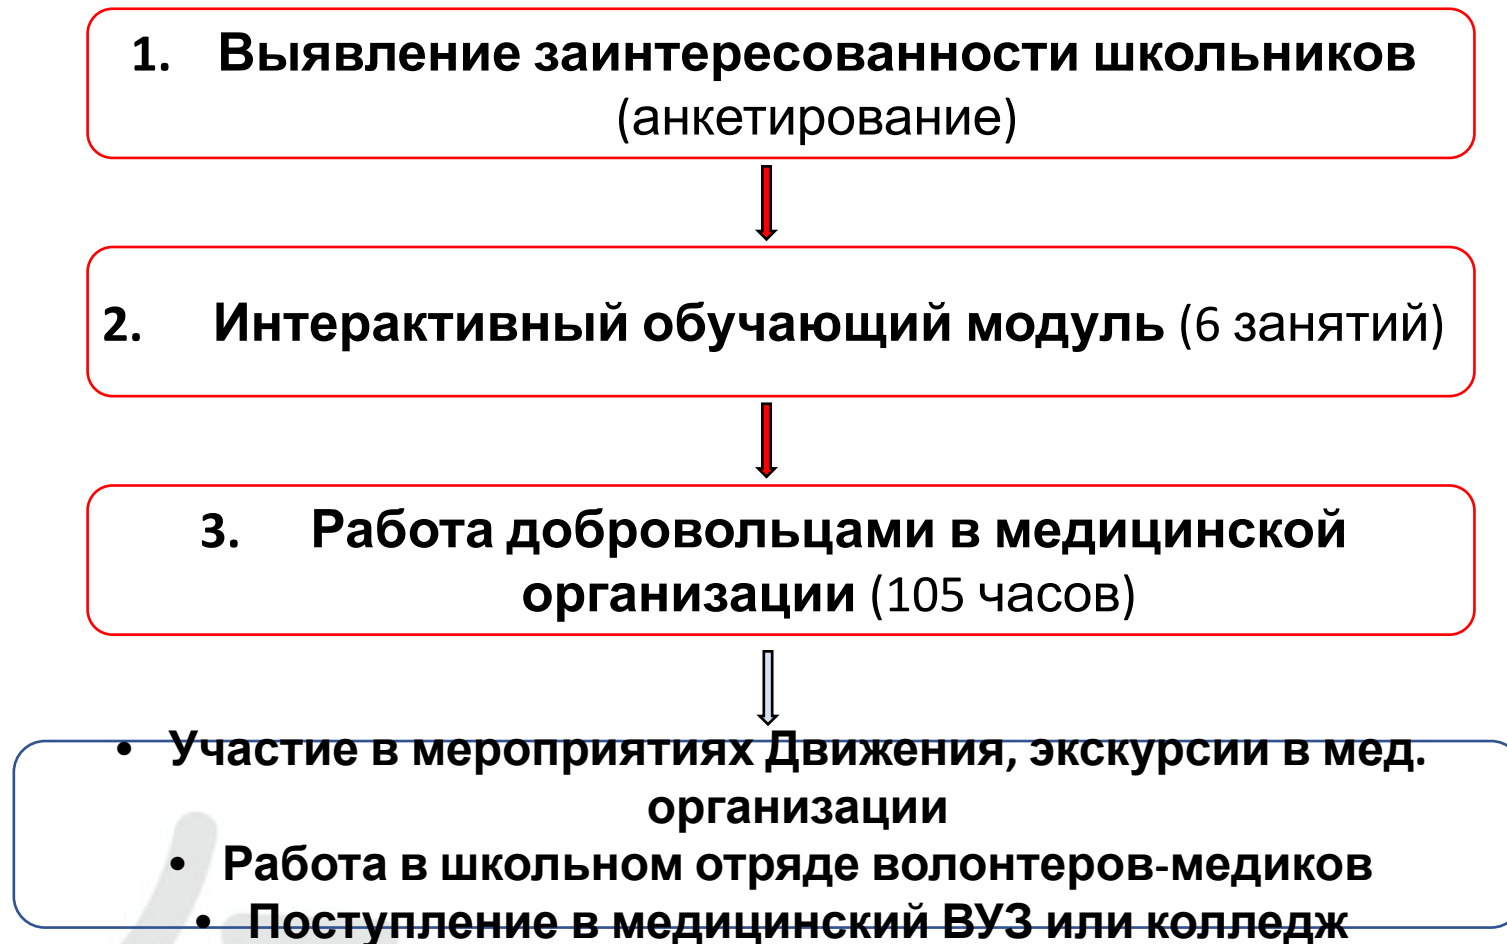 1. Выявление заинтересованности школьников
(анкетирование)
2. Интерактивный обучающий модуль (6 занятий)
3. Работа добровольцами в медицинской
организации (105 часов)
• Участие в мероприятиях Движения, экскурсии в мед.
организации
• Работа в школьном отряде волонтеров-медиков
• Поступление в медицинский ВУЗ или колледж